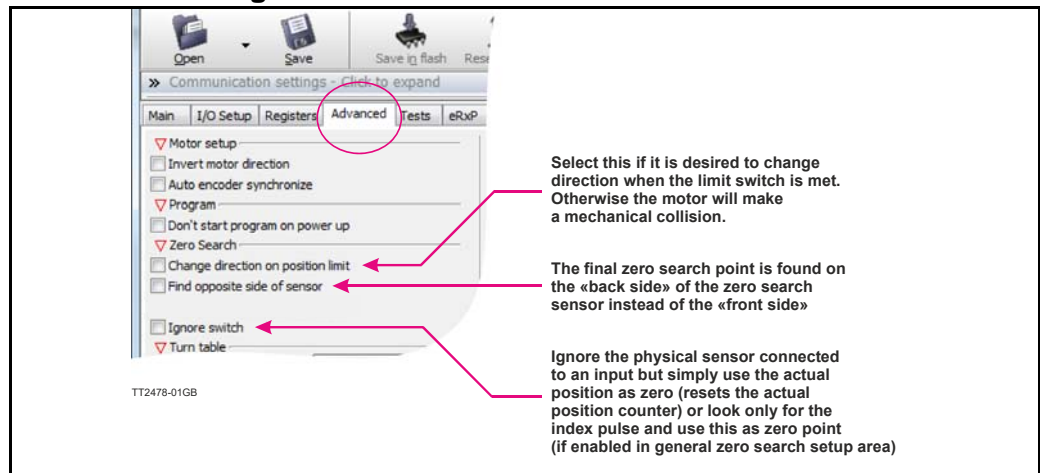 Open
Save
Save in flash
Communication settings - Click to expand
Main
I/O Setup
Registers
Advanced
Tests
eRxP
Motor setup
Invert motor direction
Auto encoder synchronize
Program
Don't start program on power up
Zero Search
Change direction on position limit
Find opposite side of sensor
Ignore switch
Turn table
Select this if it is desired to change
direction when the limit switch is met.
Otherwise the motor will make
a mechanical collision.
The final zero search point is found on
the «back side» of the zero search
sensor instead of the «front side»
Ignore the physical sensor connected
to an input but simply use the actual
position as zero (resets the actual
position counter) or look only for the
index pulse and use this as zero point
(if enabled in general zero search setup area)
TT2478-01GB